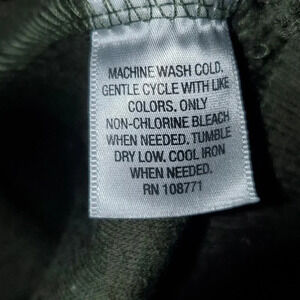 MACHINE WASH COLD,
GENTLE CYCLE WITH LIKE
COLORS. ONLY
NON-CHLORINE BLEACH
WHEN NEEDED. TUMBLE
DRY LOW. COOL IRON
WHEN NEEDED.
RN 108771